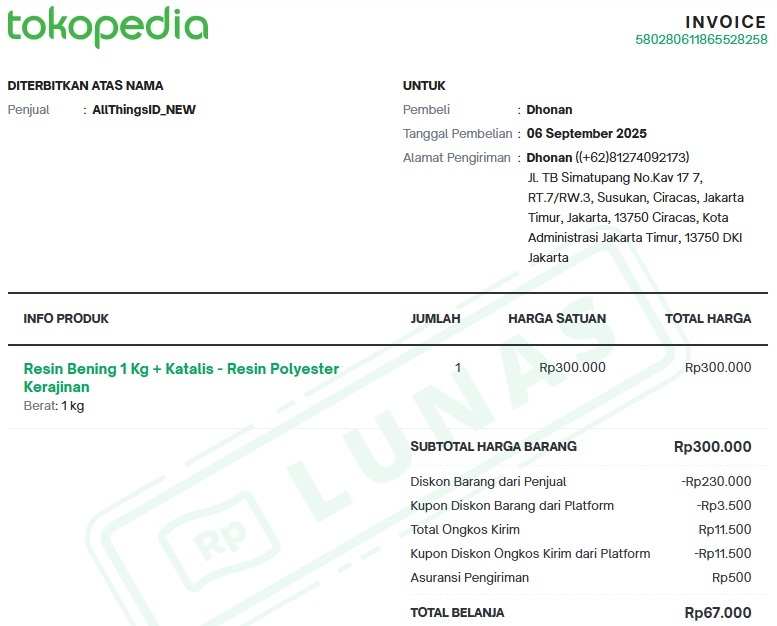 tokopedia
INVOICE
580280611865528258
DITERBITKAN ATAS NAMA
Penjual : AllThingsID_NEW
UNTUK
Pembeli : Dhonan
Tanggal Pembelian : 06 September 2025
Alamat Pengiriman : Dhonan ((+62)81274092173)
Jl. TB Simatupang No.Kav 17 7,
RT.7/RW.3, Susukan, Ciracas, Jakarta
Timur, Jakarta, 13750 Ciracas, Kota
Administrasi Jakarta Timur, 13750 DKI
Jakarta
INFO PRODUK JUMLAH HARGA SATUAN TOTAL HARGA
Resin Bening 1 Kg + Katalis - Resin Polyester 1 Rp300.000 Rp300.000
Kerajinan
Berat: 1 kg
SUBTOTAL HARGA BARANG Rp300.000
Diskon Barang dari Penjual -Rp230.000
Kupon Diskon Barang dari Platform -Rp3.500
Total Ongkos Kirim Rp11.500
Kupon Diskon Ongkos Kirim dari Platform -Rp11.500
Asuransi Pengiriman Rp500
TOTAL BELANJA Rp67.000
Rp LUNAS